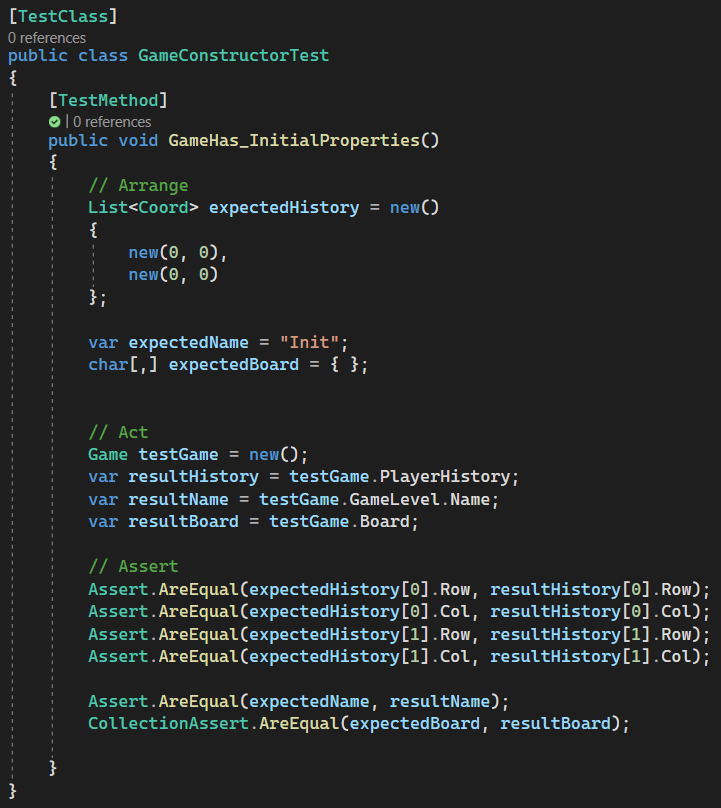 [TestClass]
0 references
public class GameConstructorTest
{
[TestMethod]
| 0 references
public void GameHas_InitialProperties()
{
// Arrange
List<Coord> expectedHistory = new()
{
new(0, 0),
new(0, 0)
};
var expectedName = "Init";
char[,] expectedBoard = { };
// Act
Game testGame = new();
var resultHistory = testGame.PlayerHistory;
var resultName = testGame.GameLevel.Name;
var resultBoard = testGame.Board;
// Assert
Assert.AreEqual(expectedHistory[0].Row, resultHistory[0].Row);
Assert.AreEqual(expectedHistory[0].Col, resultHistory[0].Col);
Assert.AreEqual(expectedHistory[1].Row, resultHistory[1].Row);
Assert.AreEqual(expectedHistory[1].Col, resultHistory[1].Col);
Assert.AreEqual(expectedName, resultName);
CollectionAssert.AreEqual(expectedBoard, resultBoard);
}
}